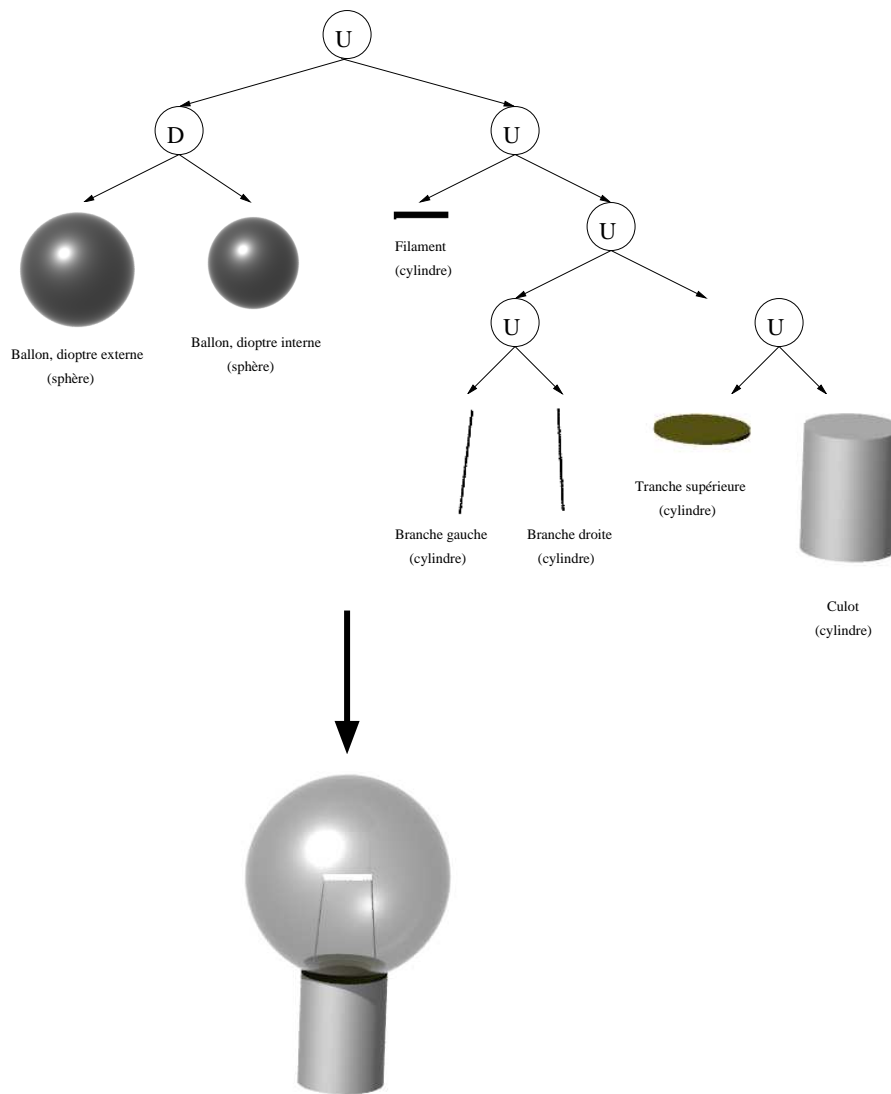 U
D
U
U
Filament
(cylindre)
U
U
Ballon, dioptre externe
(sphère)
Ballon, dioptre interne
(sphère)
Branche gauche
(cylindre)
Branche droite
(cylindre)
Tranche supérieure
(cylindre)
Culot
(cylindre)